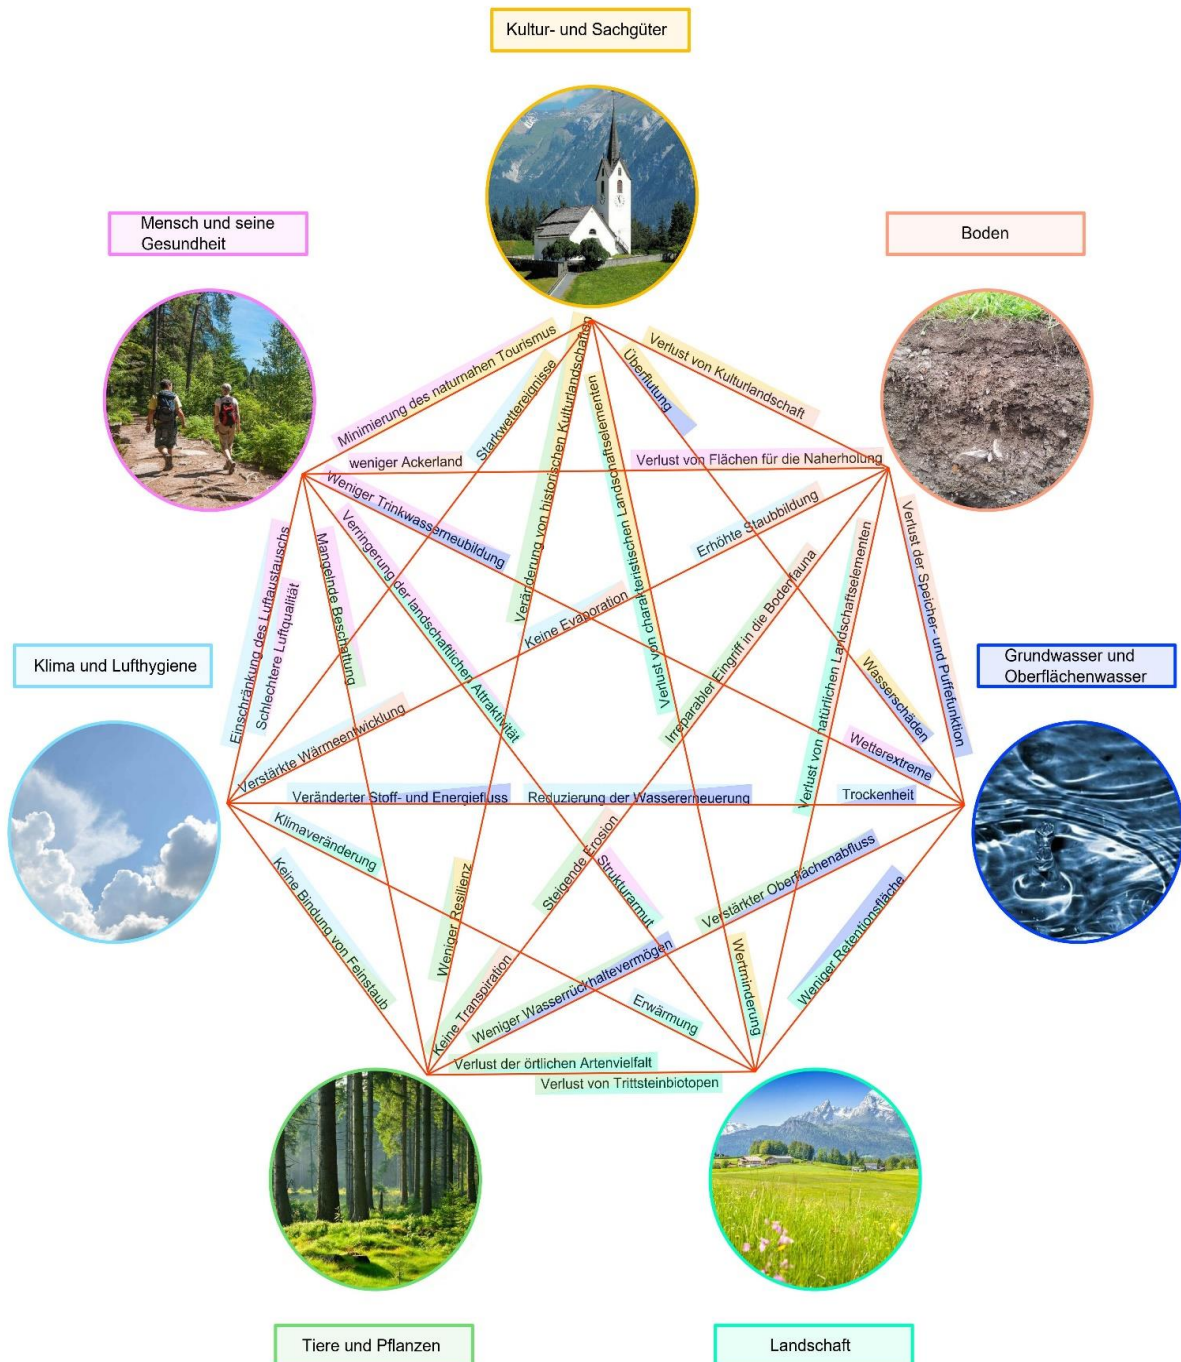 Kultur- und Sachgüter
Mensch und seine
Gesundheit
Boden
Minimierung des naturnahen Tourismus
Starkwettereignisse
Veränderung von historischen Kulturlandschaften
Verlust von charakteristischen Landschaftselementen
Überflutung
Verlust von Kulturlandschaft
weniger Ackerland
Verlust von Flächen für die Naherholung
Weniger Trinkwasserneubildung
Verringerung der landschaftlichen Attraktivität
Mangelnde Beschattung
Einschränkung des Luftaustauschs
Schlechtere Luftqualität
Erhöhte Staubbildung
Keine Evaporation
Irreparabler Eingriff in die Bodenfauna
Verlust von natürlichen Landschaftselementen
Verlust der Speicher- und Puffefunktion
Klima und Lufthygiene
Grundwasser und
Oberflächenwasser
Wasserschäden
Verstärkte Wärmeentwicklung
Wetterextreme
Veränderter Stoff- und Energiefluss
Reduzierung der Wassererneuerung
Trockenheit
Klimaveränderung
Keine Bindung von Feinstaub
Weniger Resilienz
Steigende Erosion
Strukturarmut
Verstärkter Oberflächenabfluss
Weniger Retentionsfläche
Keine Transpiration
Weniger Wasserrückhaltevermögen
Erwärmung
Wertminderung
Verlust der örtlichen Artenvielfalt
Verlust von Trittsteinbiotopen
Tiere und Pflanzen
Landschaft